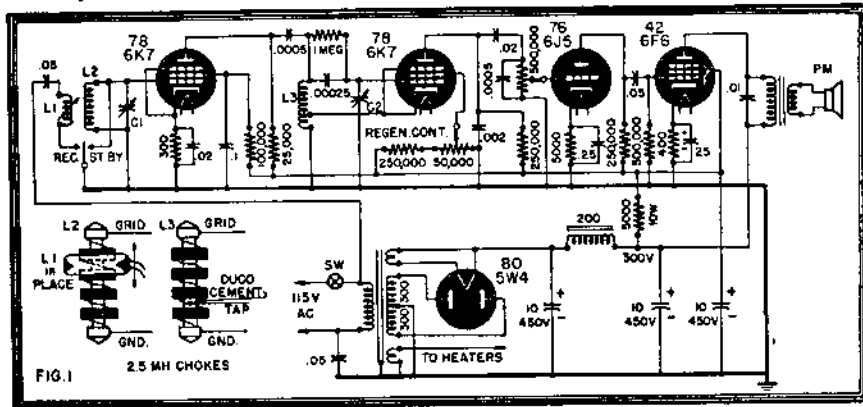 78
6K7
78
6K7
76
6J5
42
6F6
.05
L1
L2
C1
REC.
ST BY
300
.02
.1
100,000
25,000
.0005
1 MEG
.00025
L3
C2
REGEN. CONT.
250,000
50,000
.002
.02
.0005
500,000
250,000
5000
.25
.05
250,000
500,000
400
25
.01
PM
5000
10W
300V
L2
GRID
L1
IN
PLACE
GND.
L3
GRID
DUCO
CEMENT
TAP
GND.
2.5 MH CHOKES
FIG. 1
SW
115V
AC
.05
300
300
80
5W4
TO HEATERS
200
10
450V
10
450V
10
450V